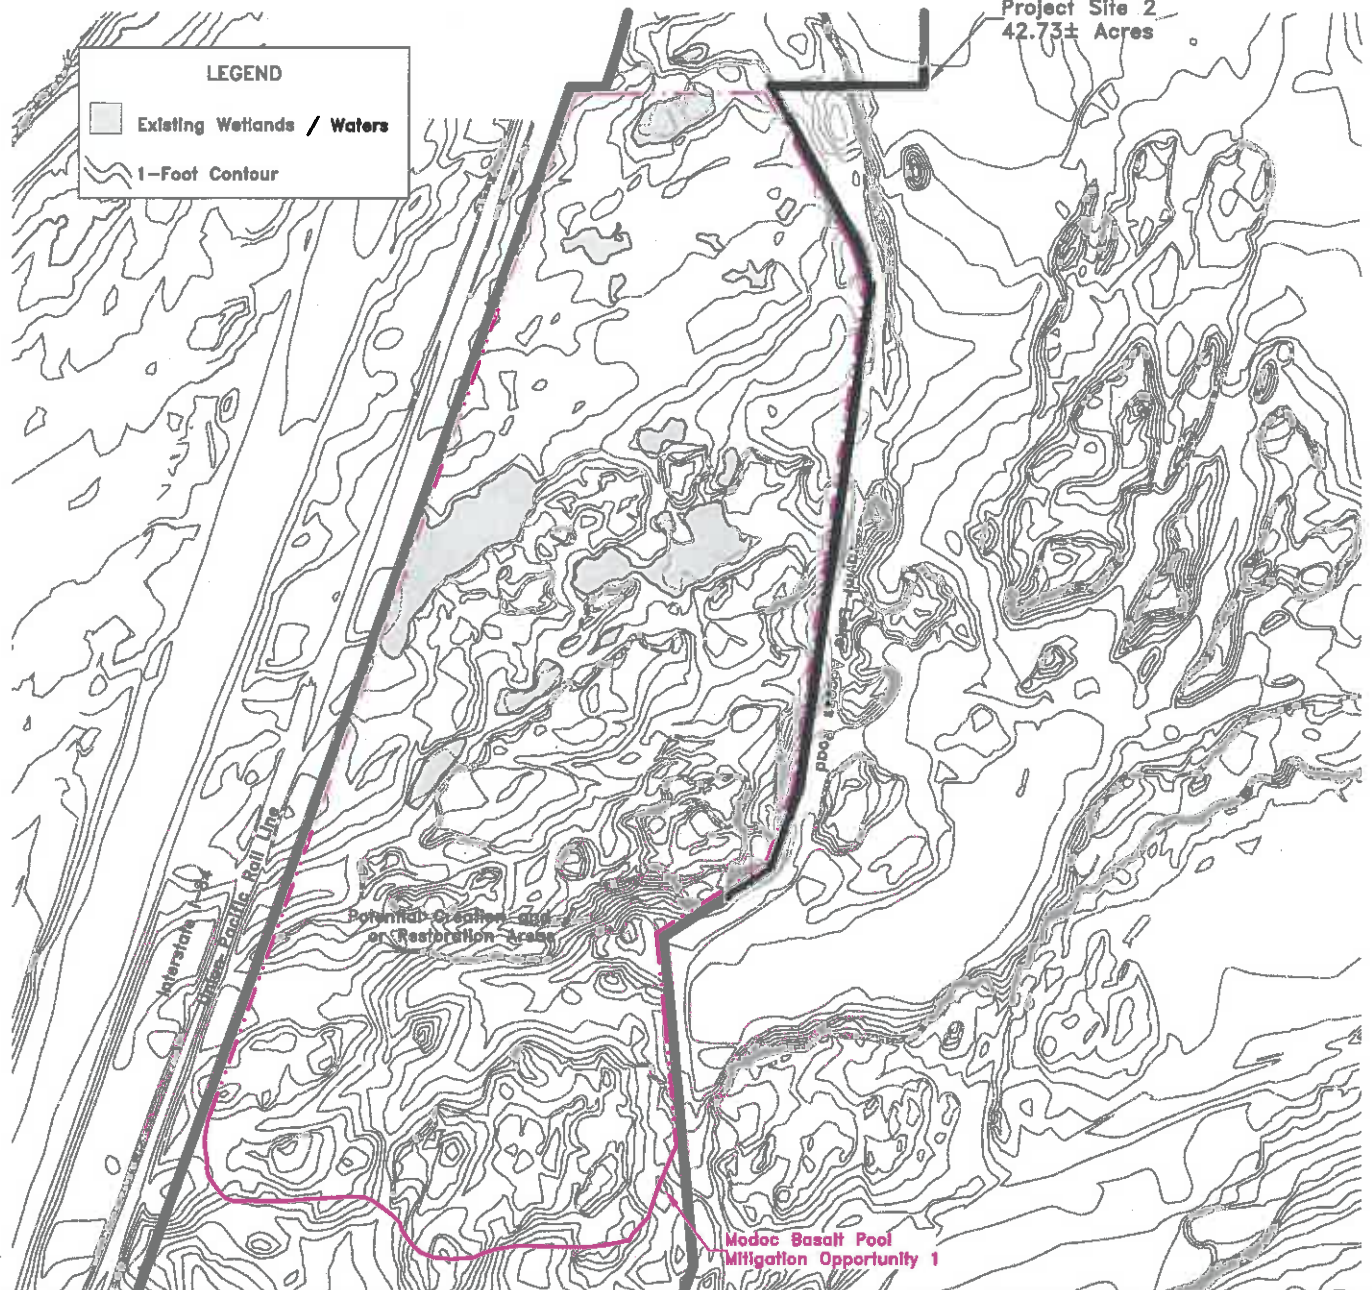 Project Site 2
42.73± Acres
LEGEND
Existing Wetlands / Waters
1-Foot Contour
Road
Interstate I-84
Union Pacific Rail Line
Potential Creation and
or Restoration Areas
Modoc Basalt Pool
Mitigation Opportunity 1